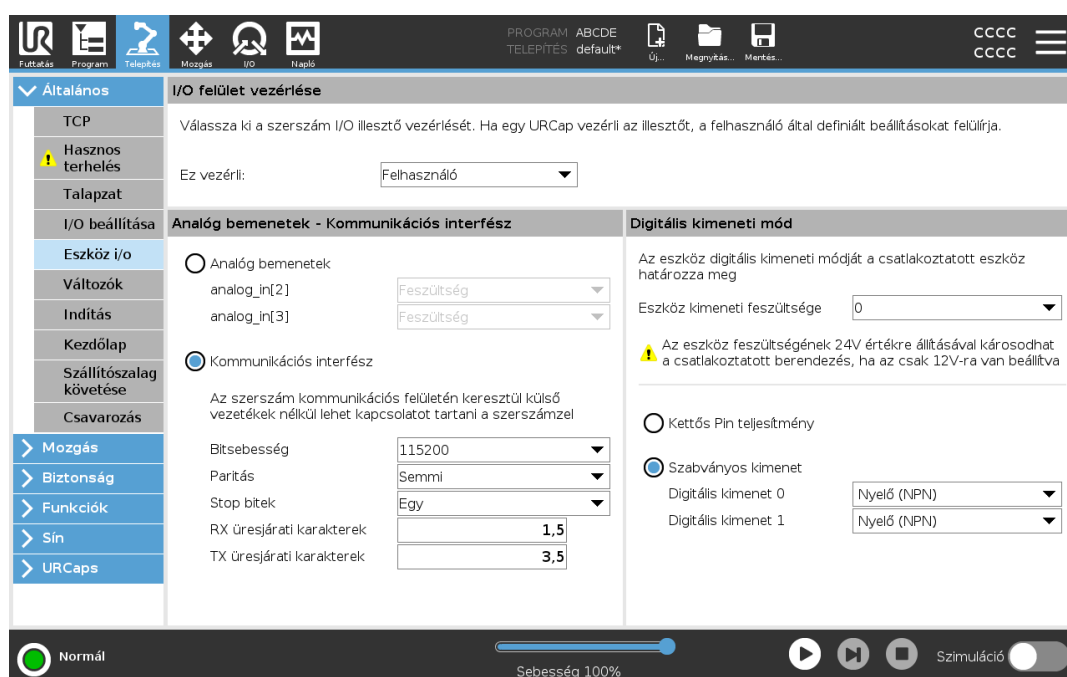 UR
PROGRAM ABCDE
TELEPÍTÉS default*
CCCC
CCCC
Futtatás Program Telepítés Mozgás I/O Napló Új... Megnyitás... Mentés...
Általános
TCP
Hasznos
terhelés
Talapzat
I/O beállítása
Eszköz i/o
Változók
Indítás
Kezdőlap
Szállítószalag
követése
Csavarozás
Mozgás
Biztonság
Funkciók
Sín
URCaps
I/O felület vezérlése
Válassza ki a szerszám I/O illesztő vezérlését. Ha egy URCap vezérli az illesztőt, a felhasználó által definiált beállításokat felülírja.
Ez vezérli: Felhasználó
Analóg bemenetek - Kommunikációs interfész
Analóg bemenetek
analog_in[2] Feszültség
analog_in[3] Feszültség
Kommunikációs interfész
Az szerszám kommunikációs felületén keresztül külső
vezetékek nélkül lehet kapcsolatot tartani a szerszámzel
Bitsebesség 115200
Paritás Semmi
Stop bitek Egy
RX üresjárati karakterek 1,5
TX üresjárati karakterek 3,5
Digitális kimeneti mód
Az eszköz digitális kimeneti módját a csatlakoztatott eszköz
határozza meg
Eszköz kimeneti feszültsége 0
Az eszköz feszültségének 24V értékre állításával károsodhat
a csatlakoztatott berendezés, ha az csak 12V-ra van beállítva
Kettős Pin teljesítmény
Szabványos kimenet
Digitális kimenet 0 Nyelő (NPN)
Digitális kimenet 1 Nyelő (NPN)
Normál
Sebesség 100%
Szimuláció